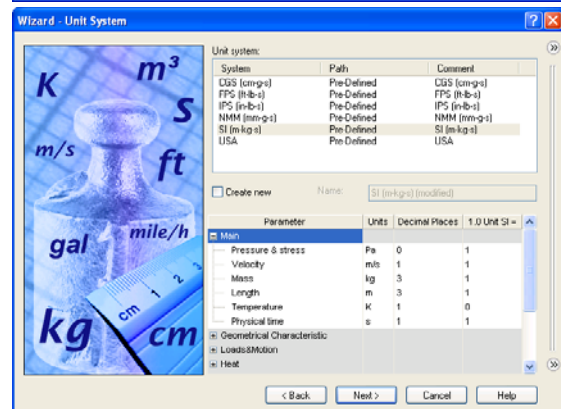 Wizard - Unit System
K
m³
S
m/s
ft
gal
mile/h
cm 1 2 3
kg
cm
Unit system:
System Path Comment
CGS (cm-g-s) Pre-Defined CGS (cm-g-s)
FPS (ft-lb-s) Pre-Defined FPS (ft-lb-s)
IPS (in-lb-s) Pre-Defined IPS (in-lb-s)
NMM (mm-g-s) Pre-Defined NMM (mm-g-s)
SI (m-kg-s) Pre-Defined SI (m-kg-s)
USA Pre-Defined USA
Create new Name: SI (m-kg-s) (modified)
Parameter Units Decimal Places 1.0 Unit SI =
Main
Pressure & stress Pa 0 1
Velocity m/s 1 1
Mass kg 3 1
Length m 3 1
Temperature K 1 0
Physical time s 1 1
Geometrical Characteristic
Loads&Motion
Heat
< Back Next > Cancel Help